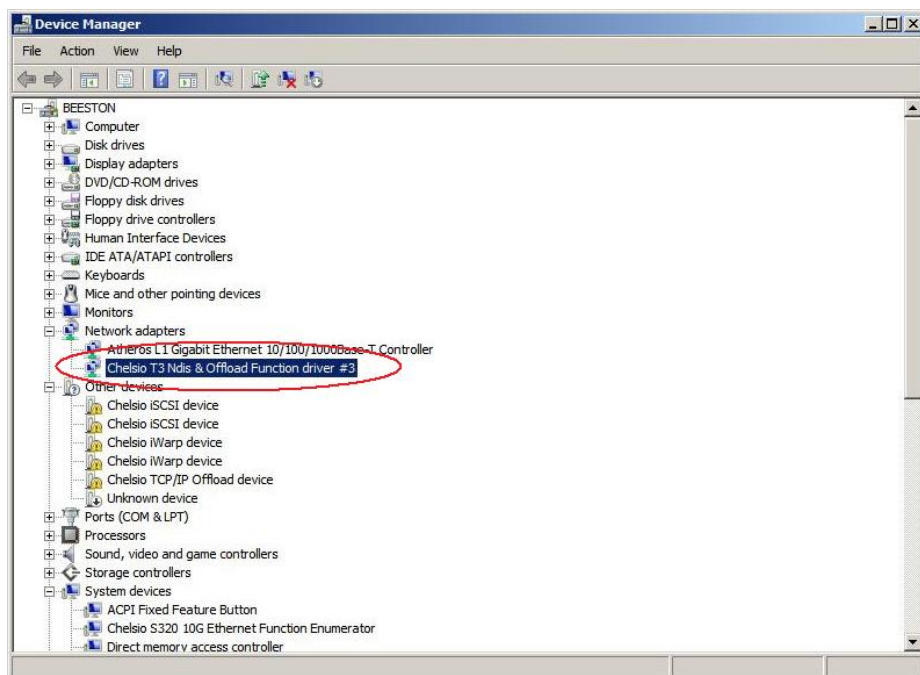 Device Manager
File Action View Help
BEESTON
Computer
Disk drives
Display adapters
DVD/CD-ROM drives
Floppy disk drives
Floppy drive controllers
Human Interface Devices
IDE ATA/ATAPI controllers
Keyboards
Mice and other pointing devices
Monitors
Network adapters
Atheros L1 Gigabit Ethernet 10/100/1000Base-T Controller
Chelsio T3 Ndis & Offload Function driver #3
Other devices
Chelsio iSCSI device
Chelsio iSCSI device
Chelsio iWarp device
Chelsio iWarp device
Chelsio TCP/IP Offload device
Unknown device
Ports (COM & LPT)
Processors
Sound, video and game controllers
Storage controllers
System devices
ACPI Fixed Feature Button
Chelsio S320 10G Ethernet Function Enumerator
Direct memory access controller